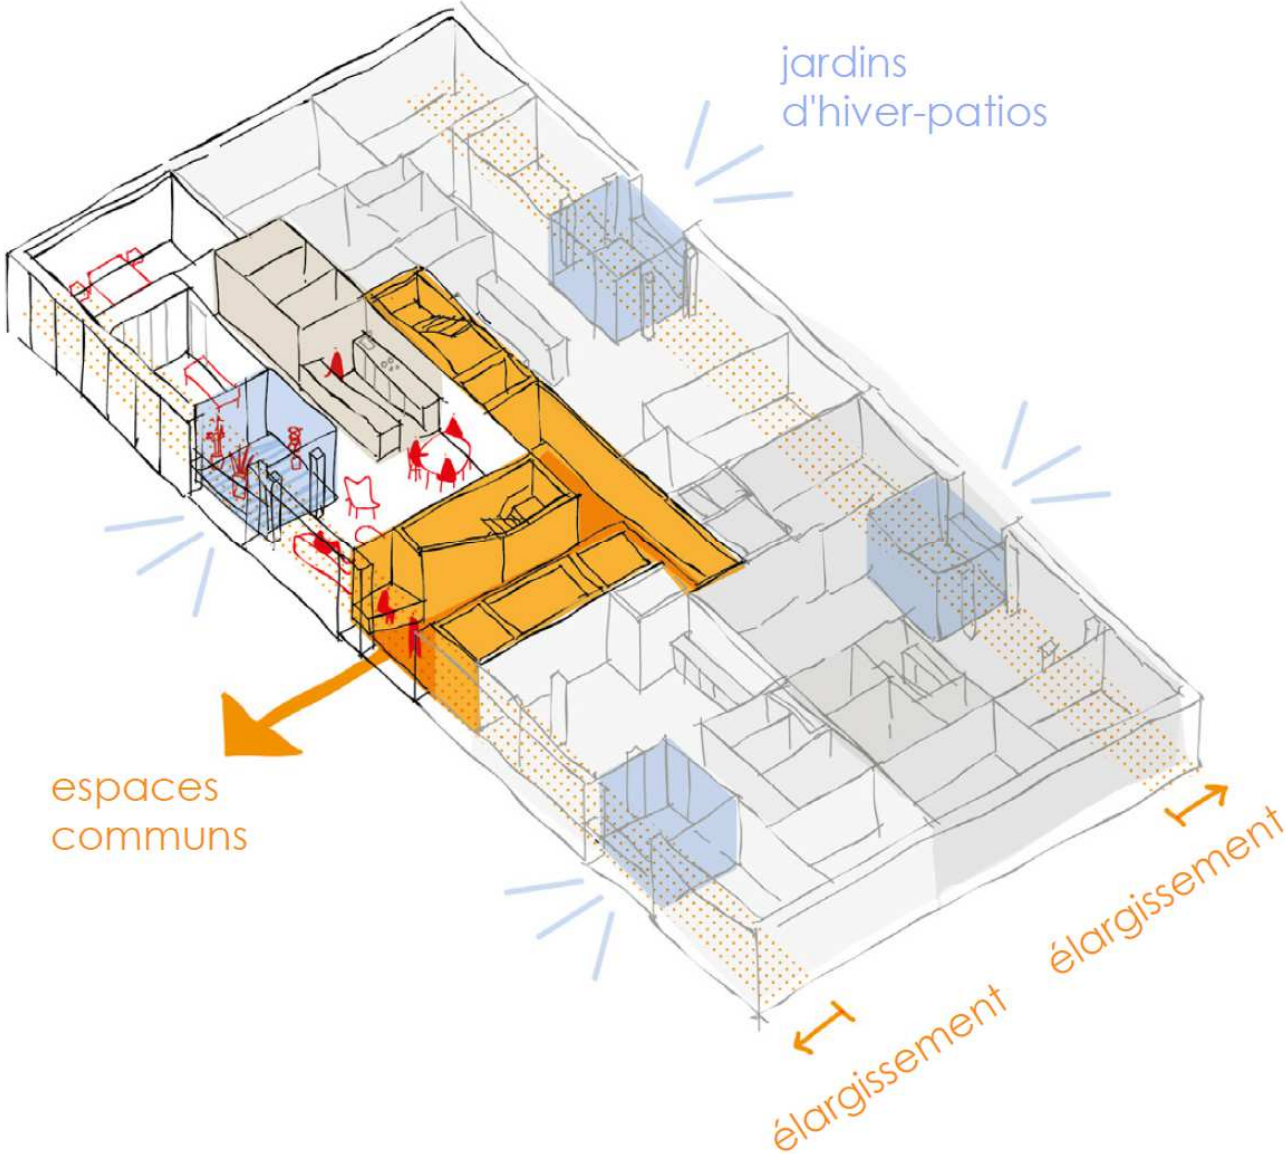 jardins
d'hiver-patios
espaces
communs
élargissement
élargissement